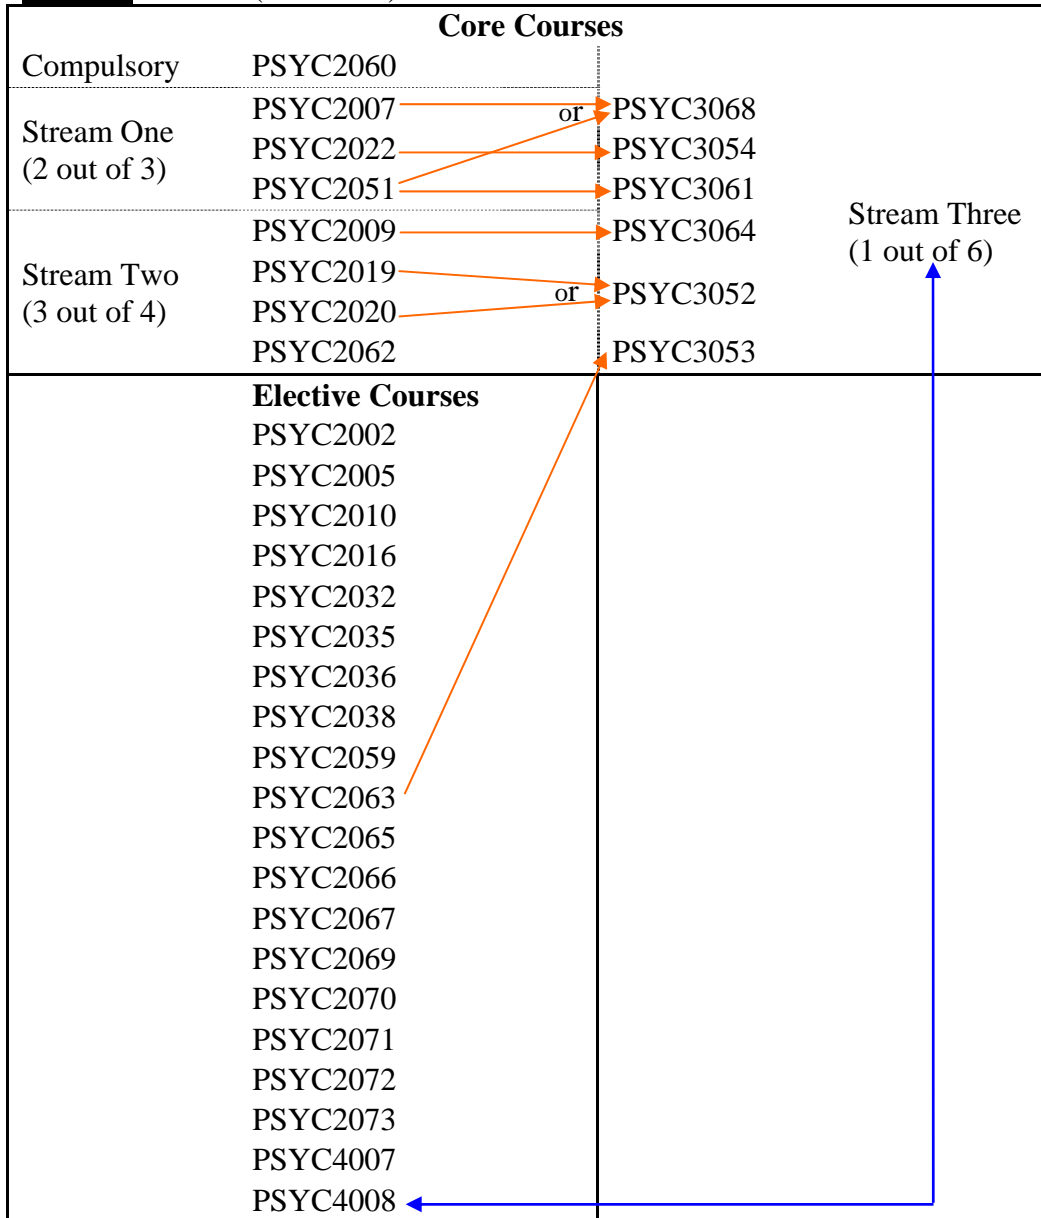 Core Courses
Compulsory PSYC2060
Stream One
(2 out of 3)
PSYC2007 or PSYC3068
PSYC2022 PSYC3054
PSYC2051 PSYC3061
Stream Two
(3 out of 4)
PSYC2009 PSYC3064
PSYC2019
or PSYC3052
PSYC2020
PSYC2062 PSYC3053
Stream Three
(1 out of 6)
Elective Courses
PSYC2002
PSYC2005
PSYC2010
PSYC2016
PSYC2032
PSYC2035
PSYC2036
PSYC2038
PSYC2059
PSYC2063
PSYC2065
PSYC2066
PSYC2067
PSYC2069
PSYC2070
PSYC2071
PSYC2072
PSYC2073
PSYC4007
PSYC4008